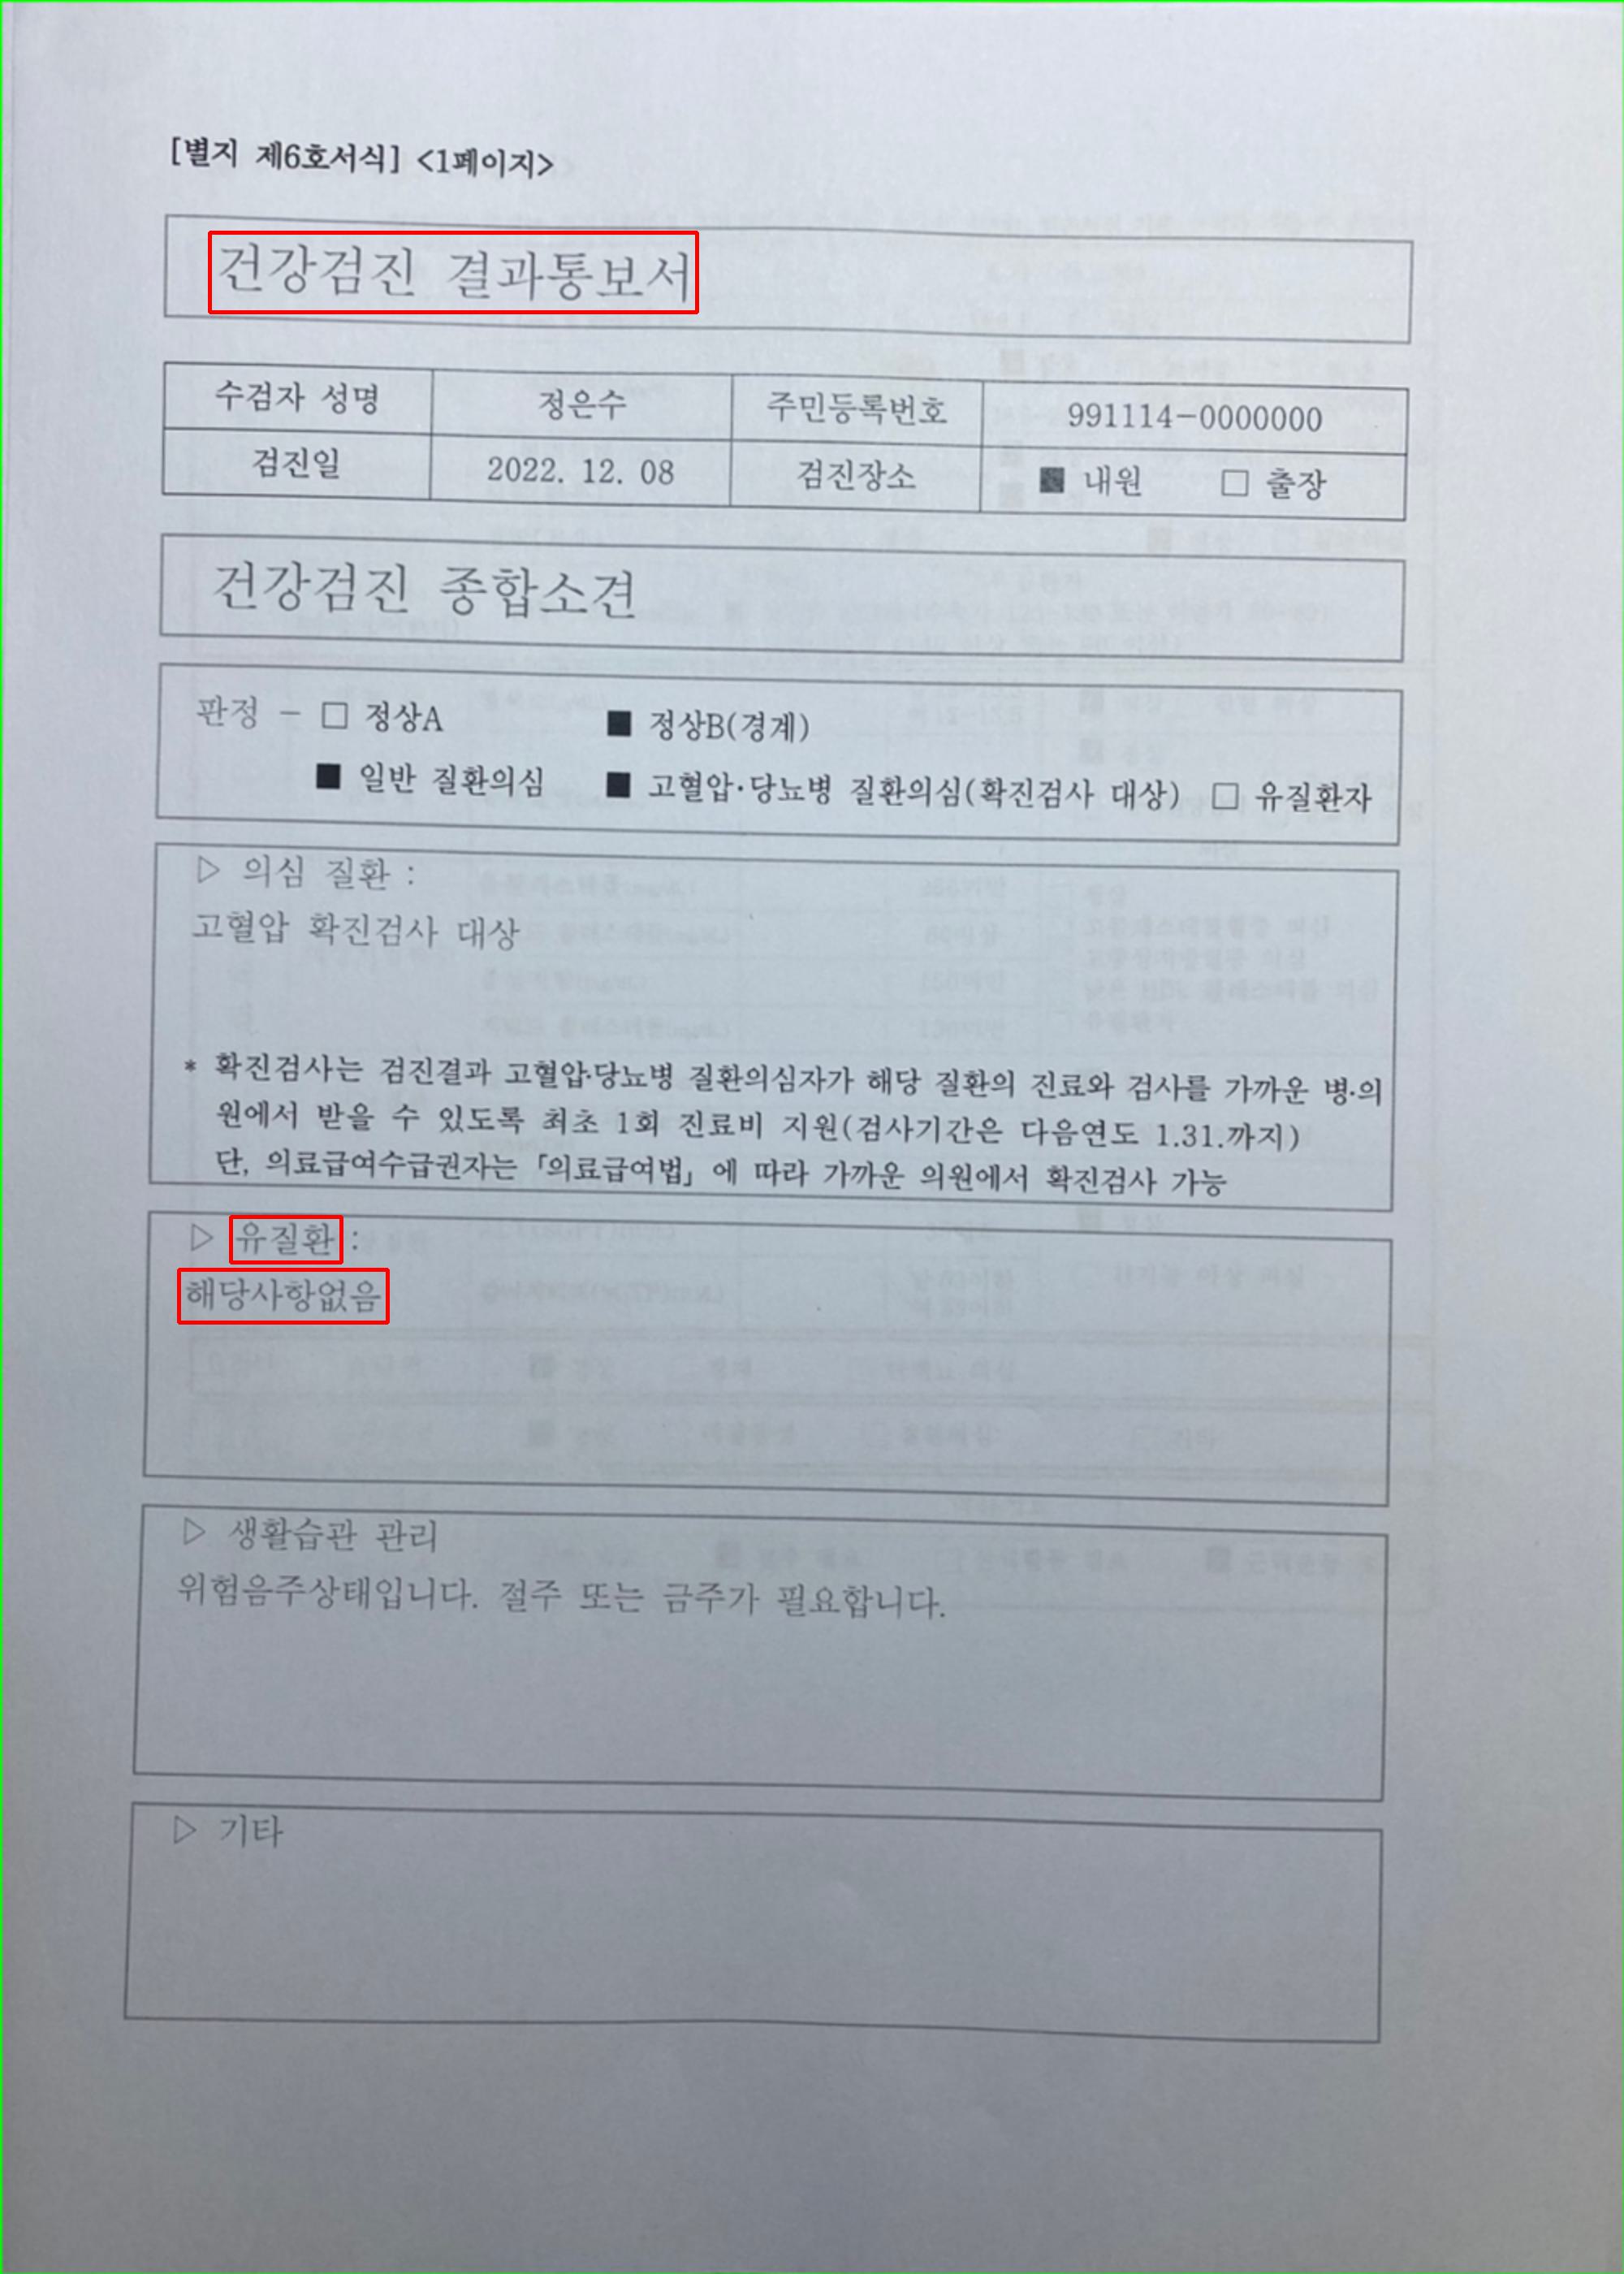 [별지 제6호서식] <1페이지>
건강검진 결과통보서
수검자 성명 정은수 주민등록번호 991114-0000000
검진일 2022. 12. 08 검진장소 ■ 내원 □ 출장
건강검진 종합소견
판정 - □ 정상A ■ 정상B(경계)
■ 일반 질환의심 ■ 고혈압·당뇨병 질환의심(확진검사 대상) □ 유질환자
▷ 의심 질환 :
고혈압 확진검사 대상
* 확진검사는 검진결과 고혈압·당뇨병 질환의심자가 해당 질환의 진료와 검사를 가까운 병·의
원에서 받을 수 있도록 최초 1회 진료비 지원(검사기간은 다음연도 1.31.까지)
단, 의료급여수급권자는 「의료급여법」에 따라 가까운 의원에서 확진검사 가능
▷ 유질환 :
해당사항없음
▷ 생활습관 관리
위험음주상태입니다. 절주 또는 금주가 필요합니다.
▷ 기타